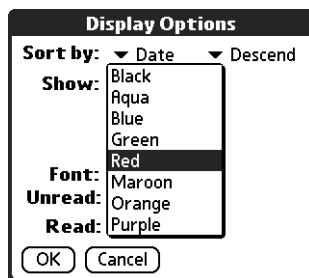 Display Options
Sort by: Date Descend
Show: Black
Aqua
Blue
Green
Red
Font: Maroon
Unread: Orange
Read: Purple
OK Cancel